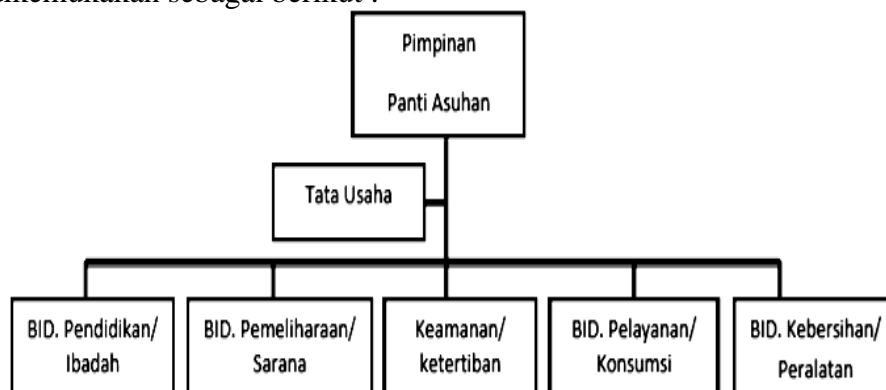 Pimpinan
Panti Asuhan
Tata Usaha
BID. Pendidikan/
Ibadah
BID. Pemeliharaan/
Sarana
Keamanan/
ketertiban
BID. Pelayanan/
Konsumsi
BID. Kebersihan/
Peralatan